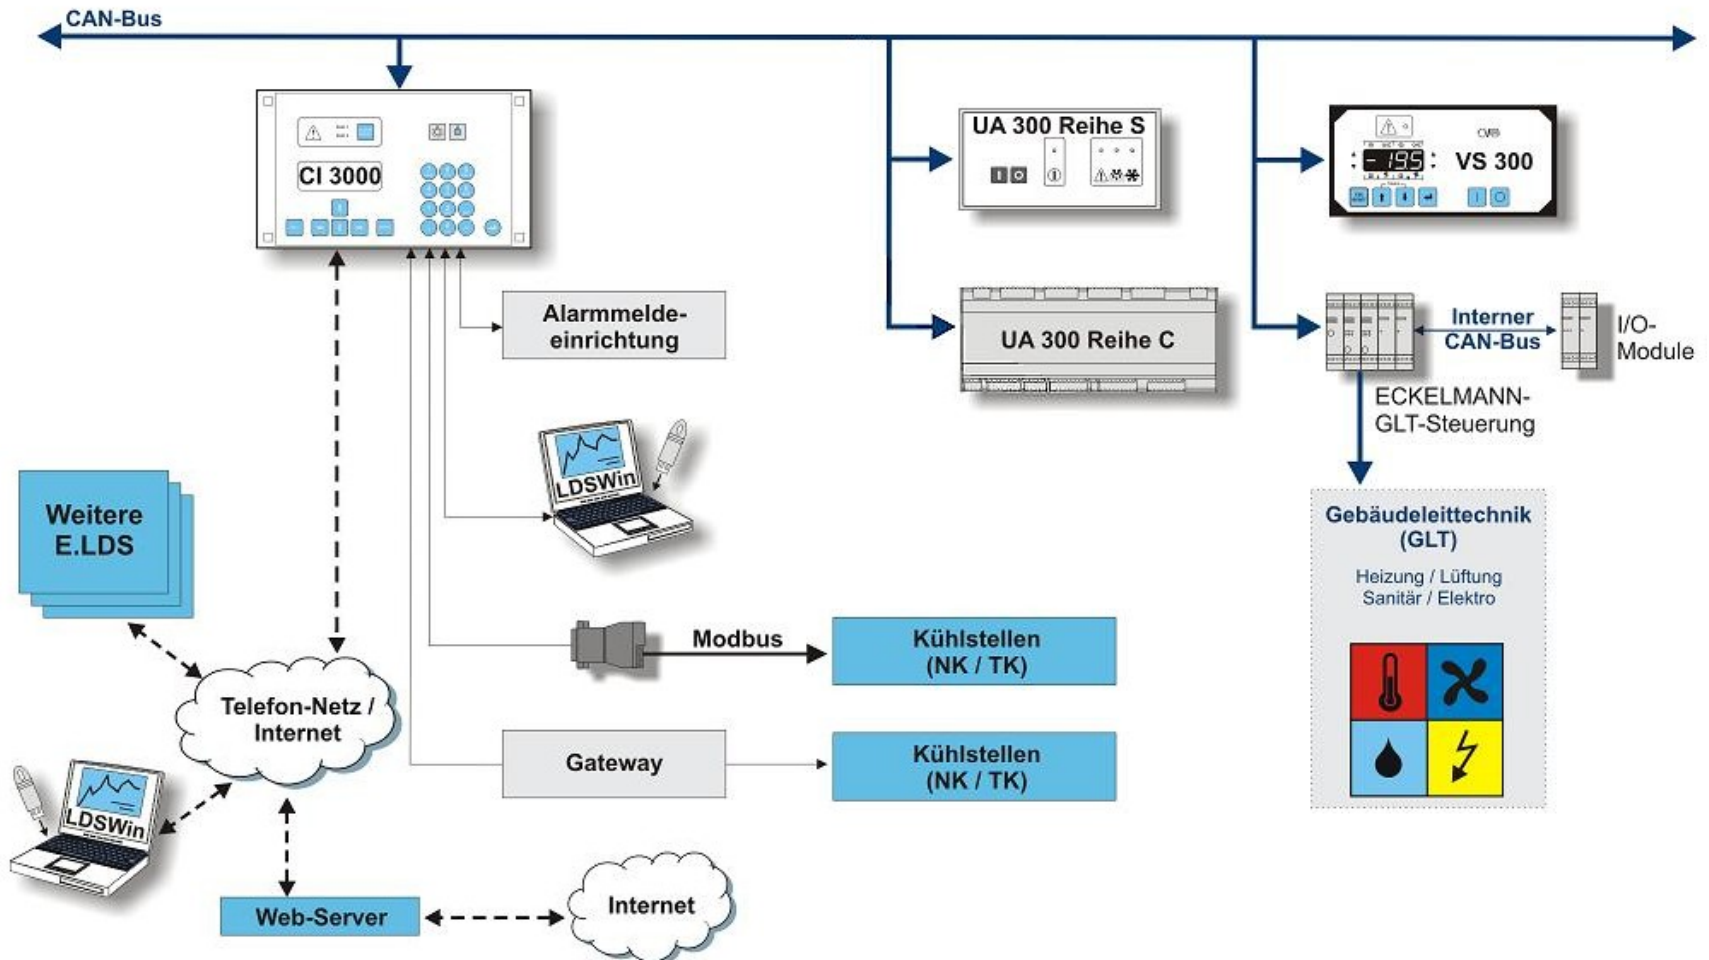 CAN-Bus
CI 3000
UA 300 Reihe S
- 19.5
VS 300
UA 300 Reihe C
Interner
CAN-Bus
I/O-
Module
ECKELMANN-
GLT-Steuerung
Alarmmelde-
einrichtung
LDSWin
Weitere
E.LDS
Gebäudeleittechnik
(GLT)
Heizung / Lüftung
Sanitär / Elektro
Modbus
Kühlstellen
(NK / TK)
Telefon-Netz /
Internet
Gateway
Kühlstellen
(NK / TK)
LDSWin
Web-Server
Internet